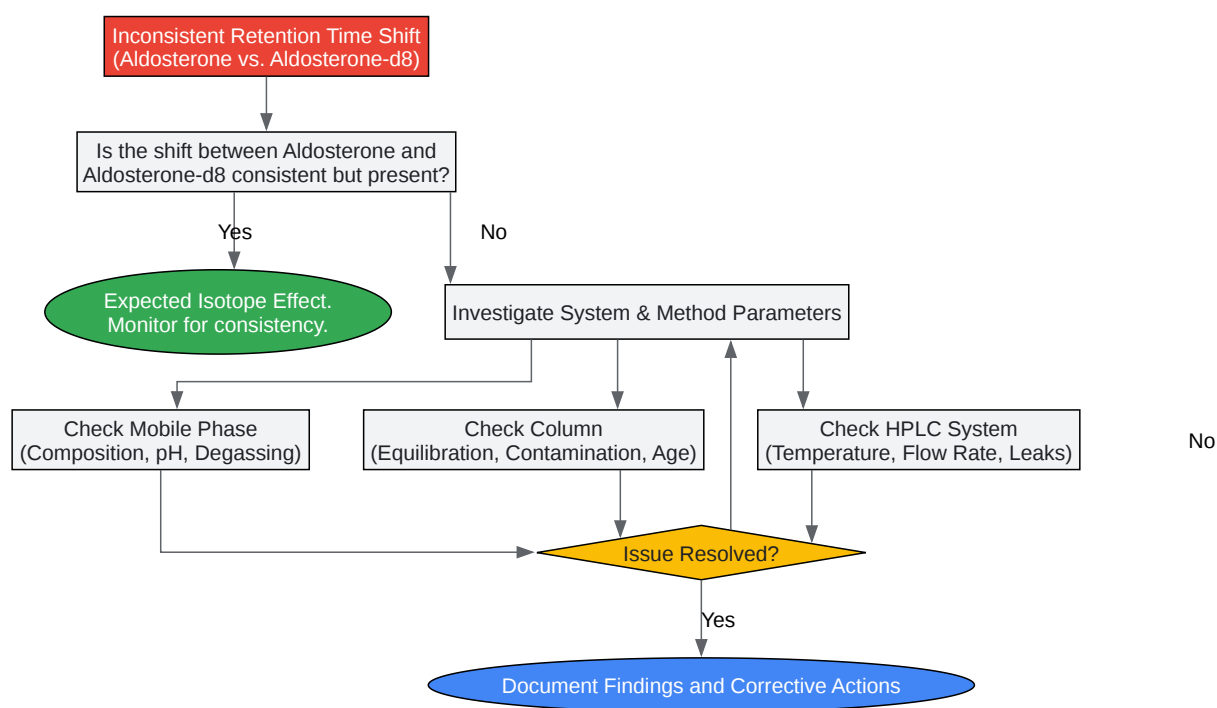 Inconsistent Retention Time Shift
(Aldosterone vs. Aldosterone-d8)
Is the shift between Aldosterone and
Aldosterone-d8 consistent but present?
Yes
No
Expected Isotope Effect.
Monitor for consistency.
Investigate System & Method Parameters
Check Mobile Phase
(Composition, pH, Degassing)
Check Column
(Equilibration, Contamination, Age)
Check HPLC System
(Temperature, Flow Rate, Leaks)
No
Issue Resolved?
Yes
Document Findings and Corrective Actions